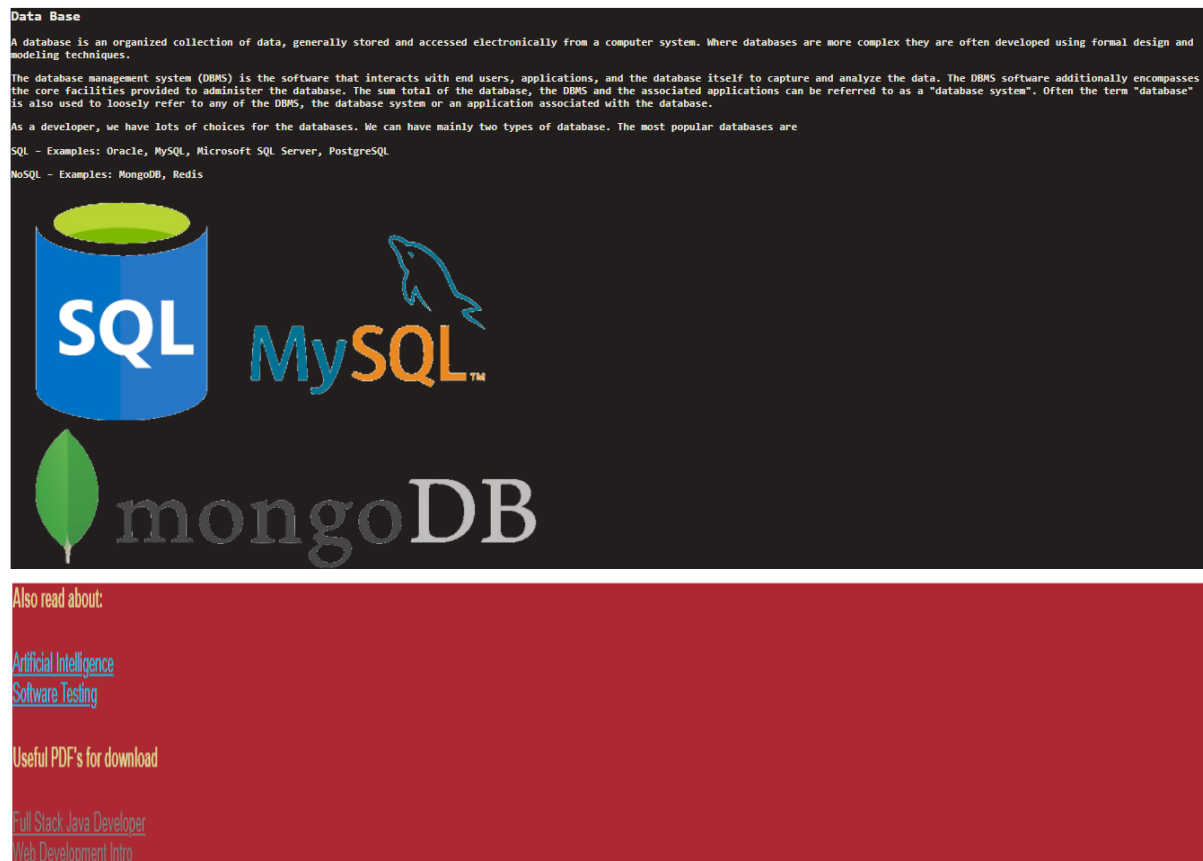 Data Base
A database is an organized collection of data, generally stored and accessed electronically from a computer system. Where databases are more complex they are often developed using formal design and
modeling techniques.
The database management system (DBMS) is the software that interacts with end users, applications, and the database itself to capture and analyze the data. The DBMS software additionally encompasses
the core facilities provided to administer the database. The sum total of the database, the DBMS and the associated applications can be referred to as a "database system". Often the term "database"
is also used to loosely refer to any of the DBMS, the database system or an application associated with the database.
As a developer, we have lots of choices for the databases. We can have mainly two types of database. The most popular databases are
SQL – Examples: Oracle, MySQL, Microsoft SQL Server, PostgreSQL
NoSQL – Examples: MongoDB, Redis
SQL
MySQL™
mongoDB
Also read about:
Artificial Intelligence
Software Testing
Useful PDF's for download
Full Stack Java Developer
Web Development Intro